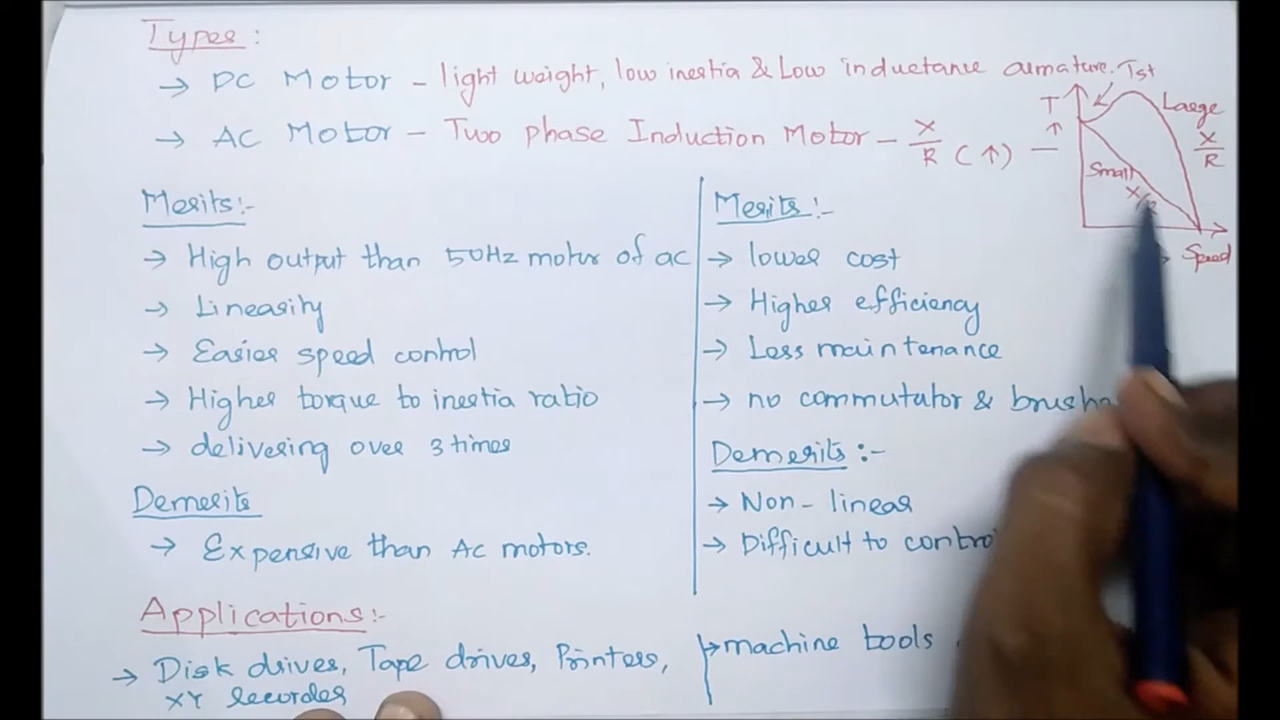 Types:
→ DC Motor - light weight, low inertia & Low inductance armature.
→ AC Motor - Two phase Induction Motor - X/R (↑) -
Tst
T ↑
Large X/R
Small X/R
Speed
Merits:-
→ High output than 50Hz motor of ac
→ Linearity
→ Easier speed control
→ Higher torque to inertia ratio
→ delivering over 3 times
Demerits
→ Expensive than AC motors.
Merits:-
→ lower cost
→ Higher efficiency
→ Less maintenance
→ no commutator &
Demerits:-
→ Non-linear
→ Difficult to
Applications:-
→ Disk drives, Tape drives, Printers,
XY recorder
→ machine tools